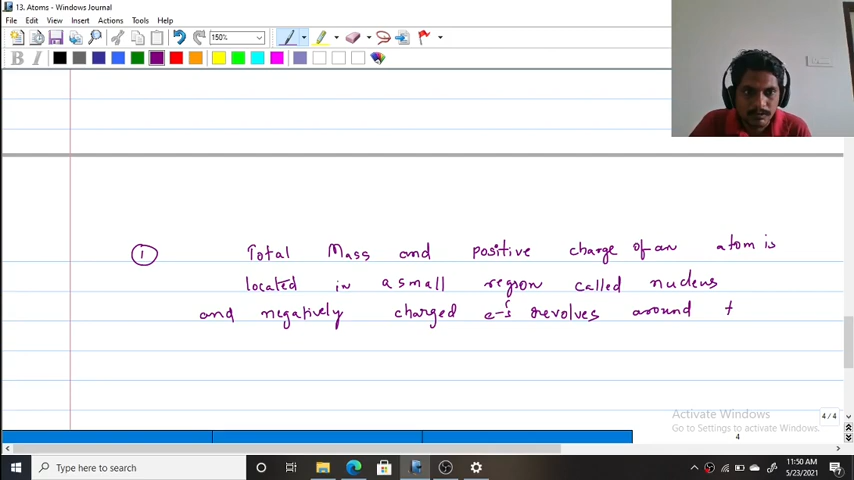 13. Atoms - Windows Journal
File Edit View Insert Actions Tools Help
150%
B I
① Total Mass and positive charge of an atom is
located in a small region called nucleus
and negatively charged e-'s revolves around t
Activate Windows
Go to Settings to activate Windows.
4/4
4
Type here to search
11:50 AM
5/23/2021
7